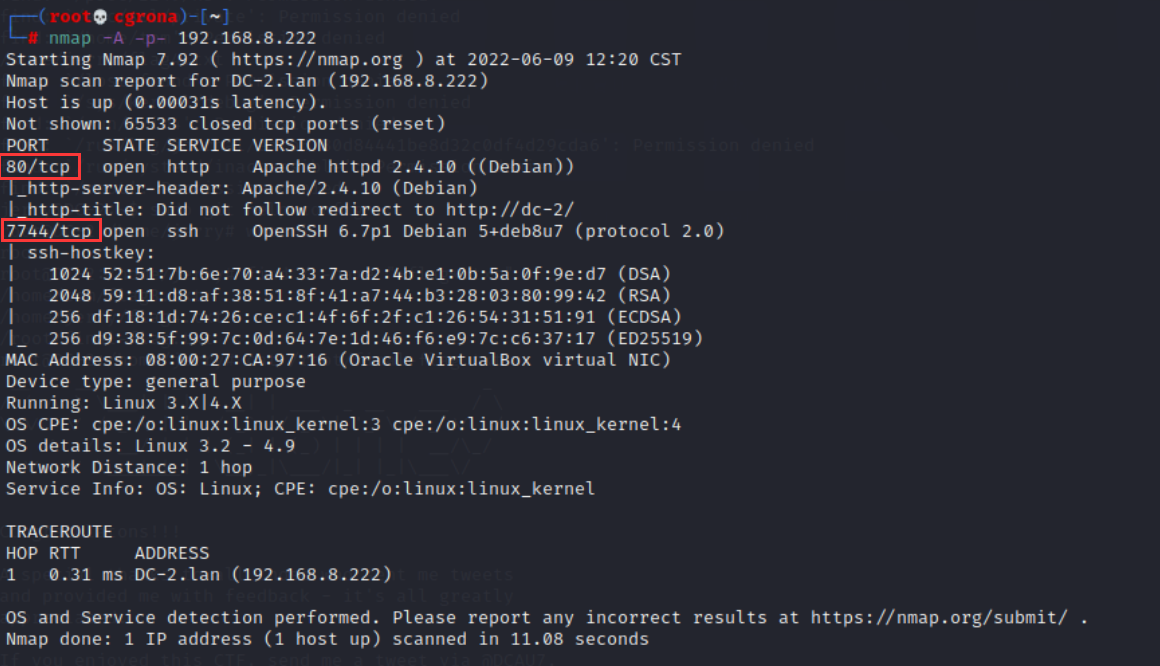 (root💀cgrona)-[~]
# nmap -A -p- 192.168.8.222
Starting Nmap 7.92 ( https://nmap.org ) at 2022-06-09 12:20 CST
Nmap scan report for DC-2.lan (192.168.8.222)
Host is up (0.00031s latency).
Not shown: 65533 closed tcp ports (reset)
PORT     STATE SERVICE VERSION
80/tcp   open  http    Apache httpd 2.4.10 ((Debian))
|_http-server-header: Apache/2.4.10 (Debian)
|_http-title: Did not follow redirect to http://dc-2/
7744/tcp open  ssh     OpenSSH 6.7p1 Debian 5+deb8u7 (protocol 2.0)
| ssh-hostkey:
|   1024 52:51:7b:6e:70:a4:33:7a:d2:4b:e1:0b:5a:0f:9e:d7 (DSA)
|   2048 59:11:d8:af:38:51:8f:41:a7:44:b3:28:03:80:99:42 (RSA)
|   256 df:18:1d:74:26:ce:c1:4f:6f:2f:c1:26:54:31:51:91 (ECDSA)
|_  256 d9:38:5f:99:7c:0d:64:7e:1d:46:f6:e9:7c:c6:37:17 (ED25519)
MAC Address: 08:00:27:CA:97:16 (Oracle VirtualBox virtual NIC)
Device type: general purpose
Running: Linux 3.X|4.X
OS CPE: cpe:/o:linux:linux_kernel:3 cpe:/o:linux:linux_kernel:4
OS details: Linux 3.2 - 4.9
Network Distance: 1 hop
Service Info: OS: Linux; CPE: cpe:/o:linux:linux_kernel
TRACEROUTE
HOP RTT     ADDRESS
1   0.31 ms DC-2.lan (192.168.8.222)
OS and Service detection performed. Please report any incorrect results at https://nmap.org/submit/ .
Nmap done: 1 IP address (1 host up) scanned in 11.08 seconds